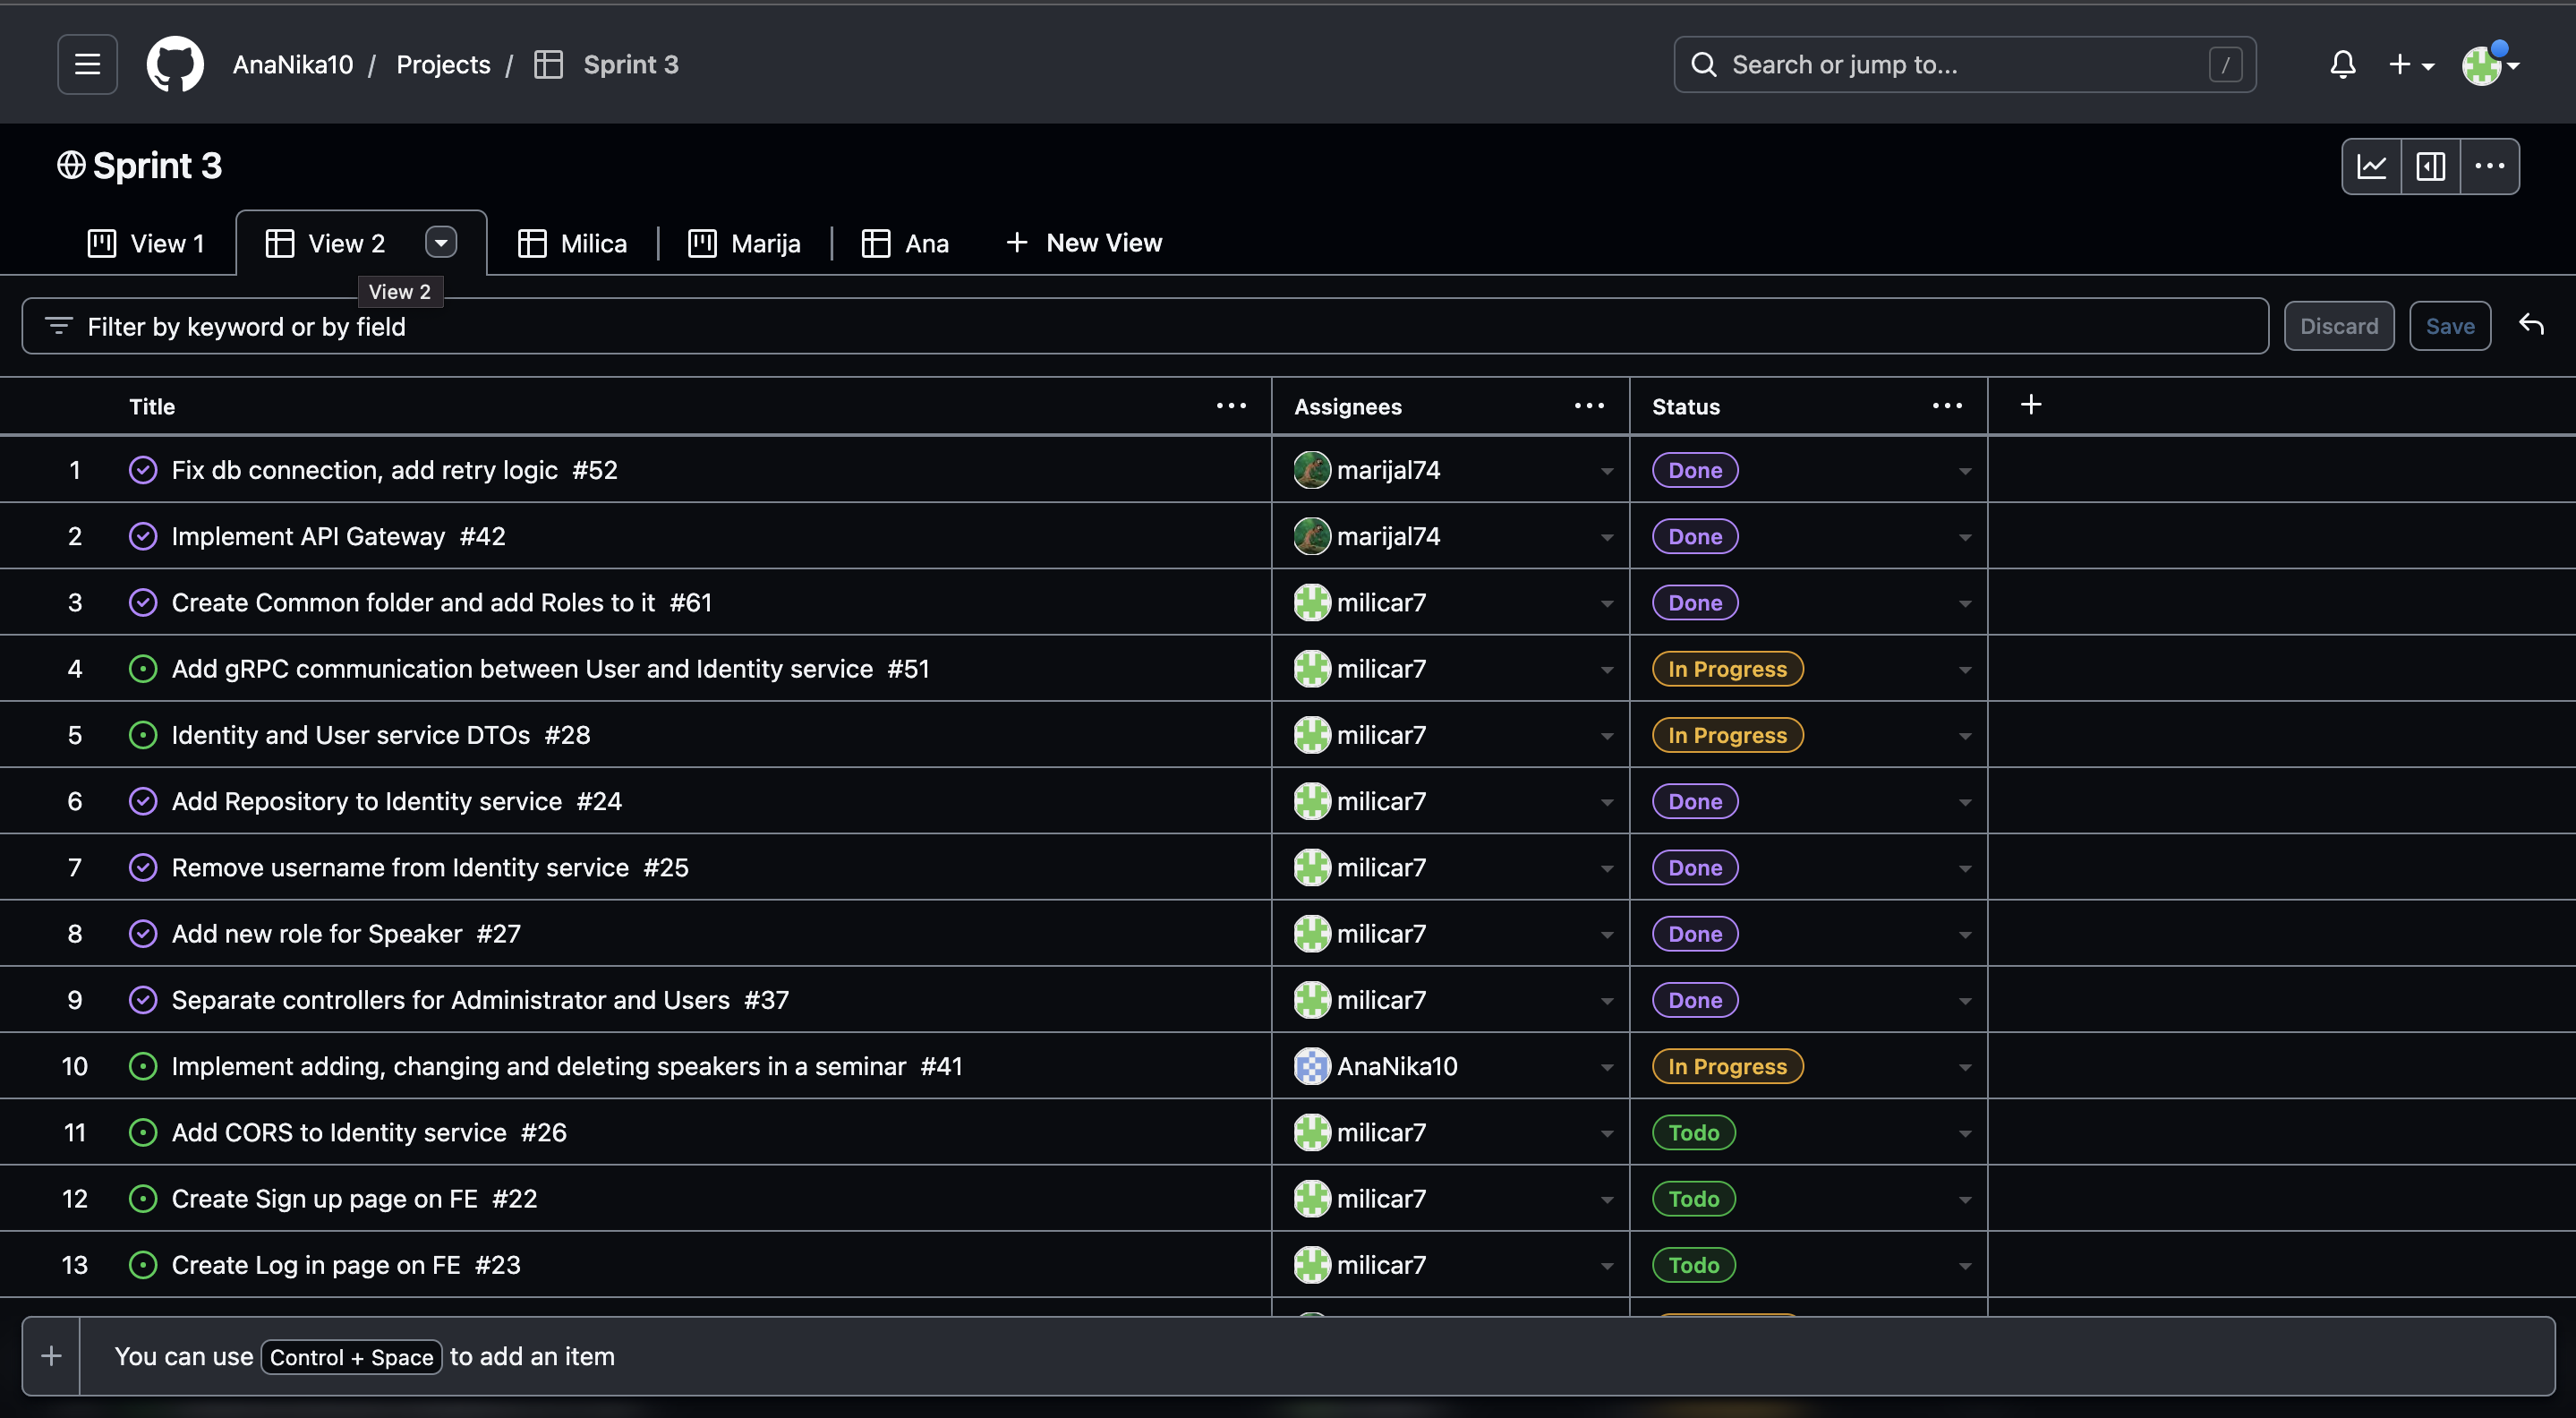 AnaNika10 / Projects / Sprint 3 Search or jump to... /
Sprint 3
View 1 View 2 Milica Marija Ana + New View
View 2
Filter by keyword or by field Discard Save
Title Assignees Status
1 Fix db connection, add retry logic #52 marijal74 Done
2 Implement API Gateway #42 marijal74 Done
3 Create Common folder and add Roles to it #61 milicar7 Done
4 Add gRPC communication between User and Identity service #51 milicar7 In Progress
5 Identity and User service DTOs #28 milicar7 In Progress
6 Add Repository to Identity service #24 milicar7 Done
7 Remove username from Identity service #25 milicar7 Done
8 Add new role for Speaker #27 milicar7 Done
9 Separate controllers for Administrator and Users #37 milicar7 Done
10 Implement adding, changing and deleting speakers in a seminar #41 AnaNika10 In Progress
11 Add CORS to Identity service #26 milicar7 Todo
12 Create Sign up page on FE #22 milicar7 Todo
13 Create Log in page on FE #23 milicar7 Todo
You can use Control + Space to add an item